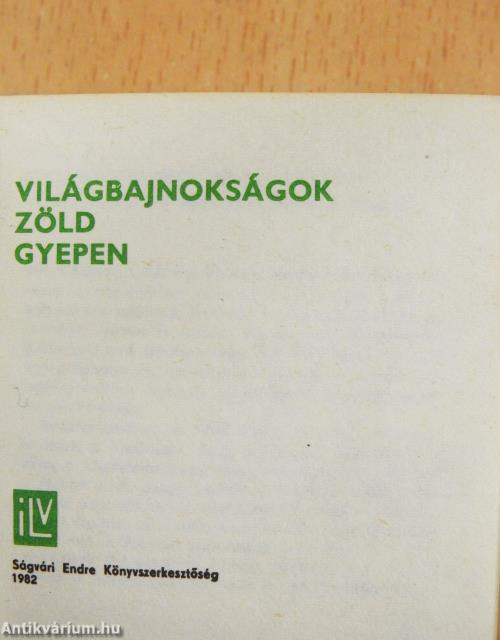 VILÁGBAJNOKSÁGOK
ZÖLD
GYEPEN
iLV
Ságvári Endre Könyvszerkesztőség
1982
Antikvárium.hu